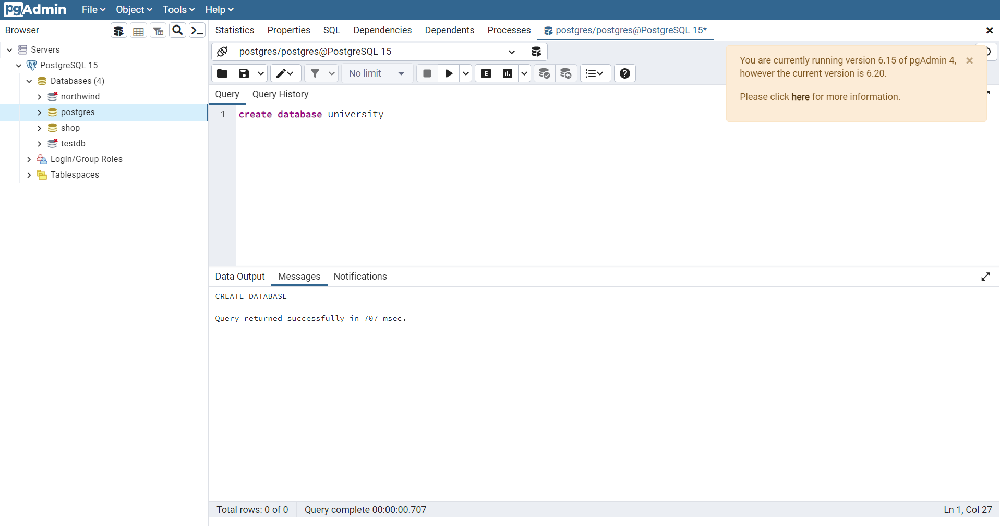 pgAdmin File Object Tools Help
Browser
Statistics Properties SQL Dependencies Dependents Processes postgres/postgres@PostgreSQL 15*
Servers
PostgreSQL 15
Databases (4)
northwind
postgres
shop
testdb
Login/Group Roles
Tablespaces
postgres/postgres@PostgreSQL 15
No limit
E
You are currently running version 6.15 of pgAdmin 4,
however the current version is 6.20.
Please click here for more information.
Query Query History
1 create database university
Data Output Messages Notifications
CREATE DATABASE
Query returned successfully in 707 msec.
Total rows: 0 of 0 Query complete 00:00:00.707 Ln 1, Col 27